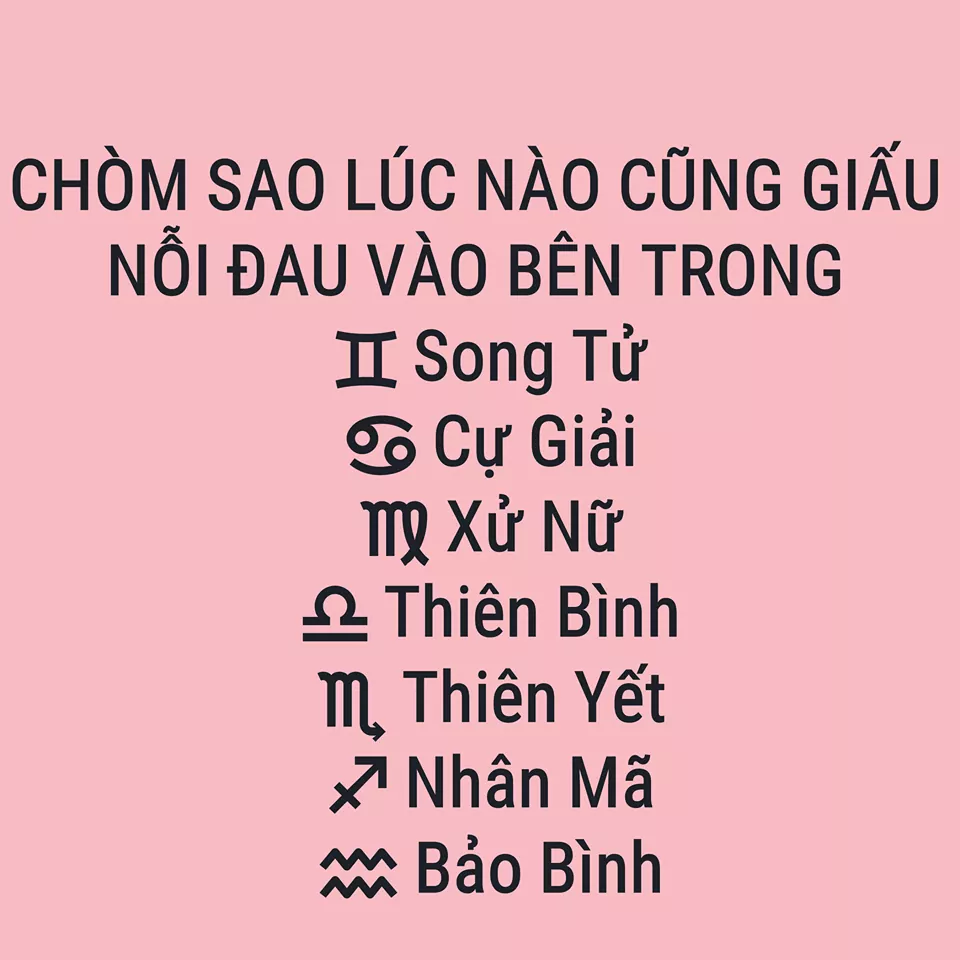 CHÒM SAO LÚC NÀO CŨNG GIẤU
NỖI ĐAU VÀO BÊN TRONG
♊ Song Tử
♋ Cự Giải
♍ Xử Nữ
♎ Thiên Bình
♏ Thiên Yết
♐ Nhân Mã
♒ Bảo Bình